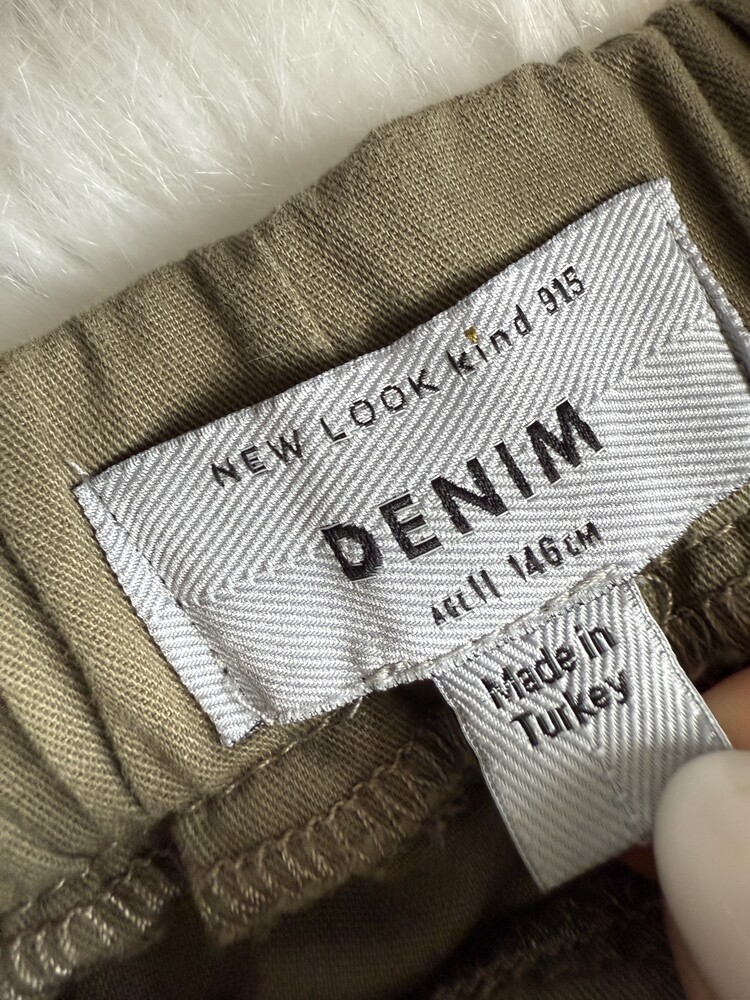 NEW LOOK kind 915
DENIM
AGE 11 146CM
Made in
Turkey